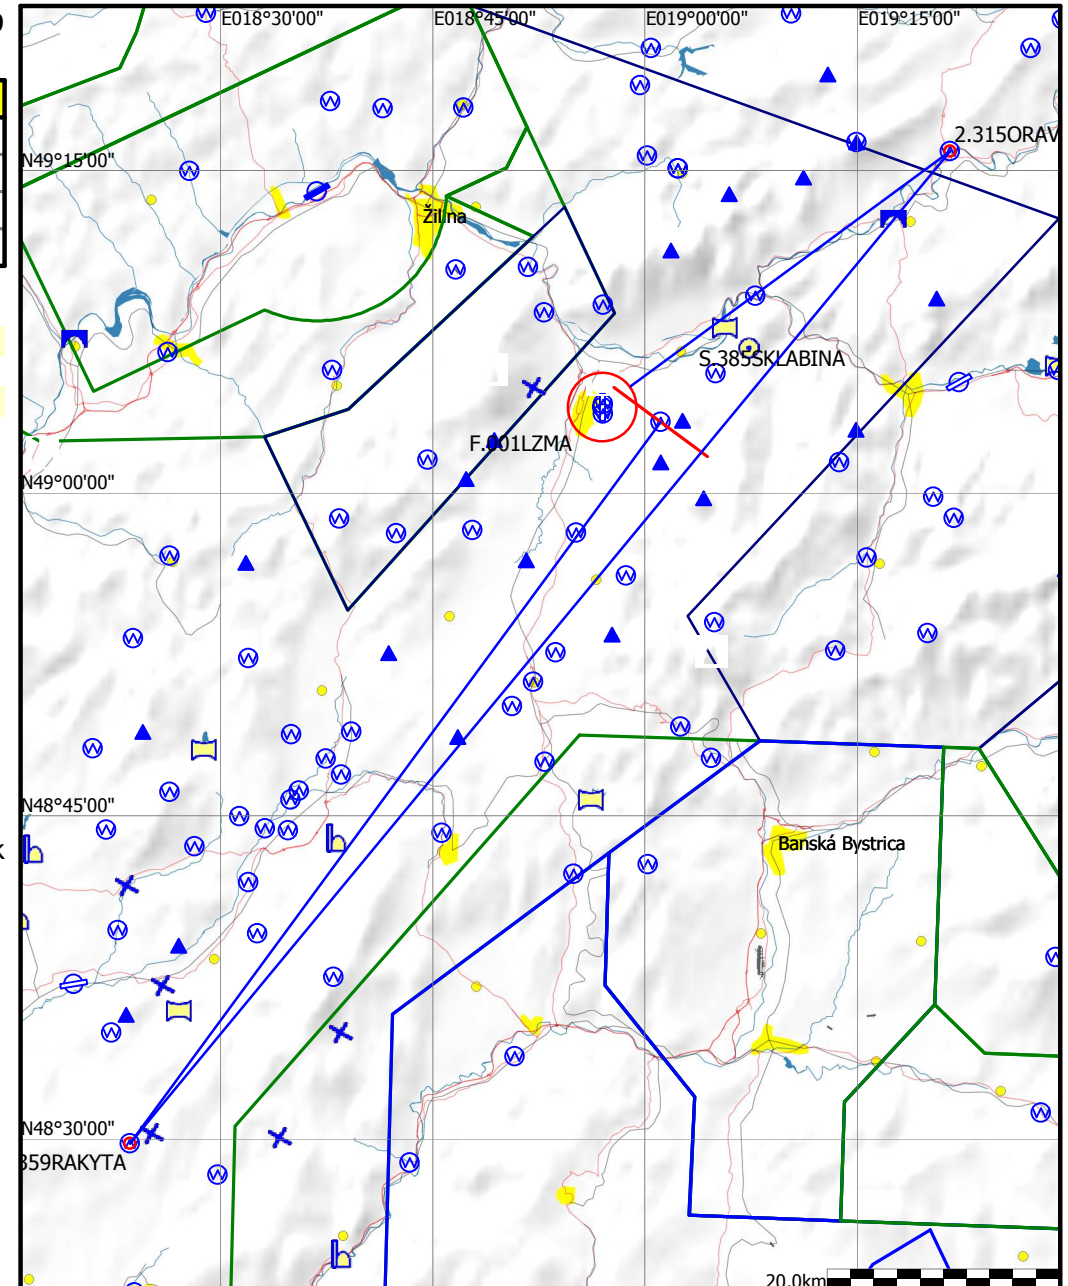 E018°30'00"
E018°45'00"
E019°00'00"
E019°15'00"
2.315ORAV
N49°15'00"
Žilina
S.385SKLABINA
F.001LZMA
N49°00'00"
N48°45'00"
Banská Bystrica
N48°30'00"
359RAKYTA
20.0km